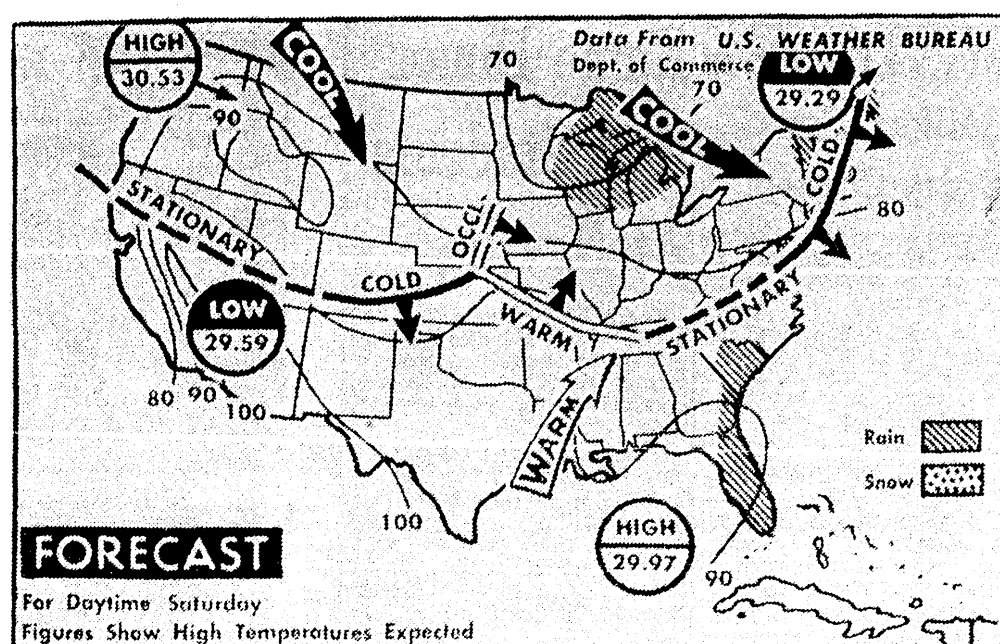 HIGH
30.53
COOL
70
Data From U.S. WEATHER BUREAU
Dept. of Commerce
LOW
29.29
90
COOL
70
COLD
STATIONARY
OCCL.
80
COLD
LOW
29.59
WARM
STATIONARY
80
90
100
WARM
Rain
Snow
100
HIGH
29.97
90
FORECAST
For Daytime Saturday
Figures Show High Temperatures Expected